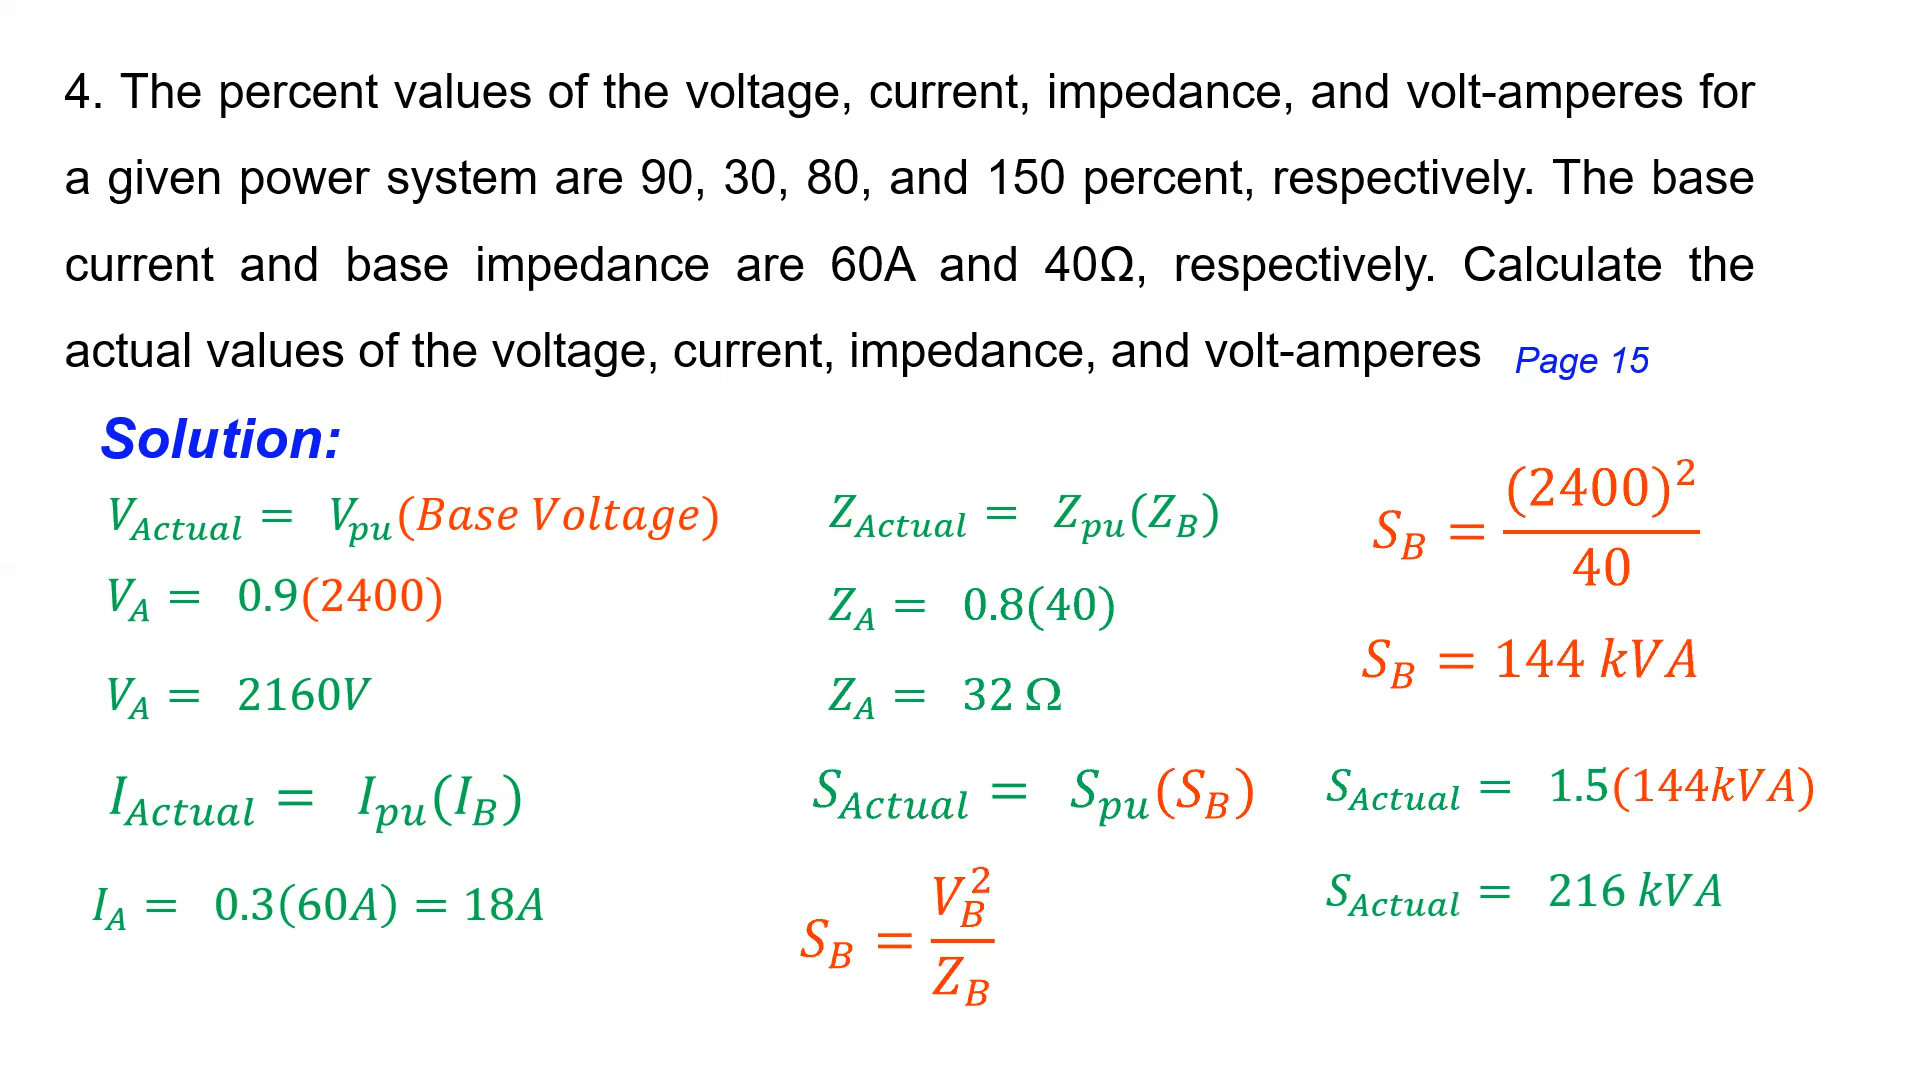 4. The percent values of the voltage, current, impedance, and volt-amperes for
a given power system are 90, 30, 80, and 150 percent, respectively. The base
current and base impedance are 60A and 40Ω, respectively. Calculate the
actual values of the voltage, current, impedance, and volt-amperes Page 15
Solution:
V_Actual = V_pu(Base Voltage)
V_A = 0.9(2400)
V_A = 2160V
I_Actual = I_pu(I_B)
I_A = 0.3(60A) = 18A
Z_Actual = Z_pu(Z_B)
Z_A = 0.8(40)
Z_A = 32 Ω
S_Actual = S_pu(S_B)
S_B = V_B^2 / Z_B
S_B = (2400)^2 / 40
S_B = 144 kVA
S_Actual = 1.5(144kVA)
S_Actual = 216 kVA